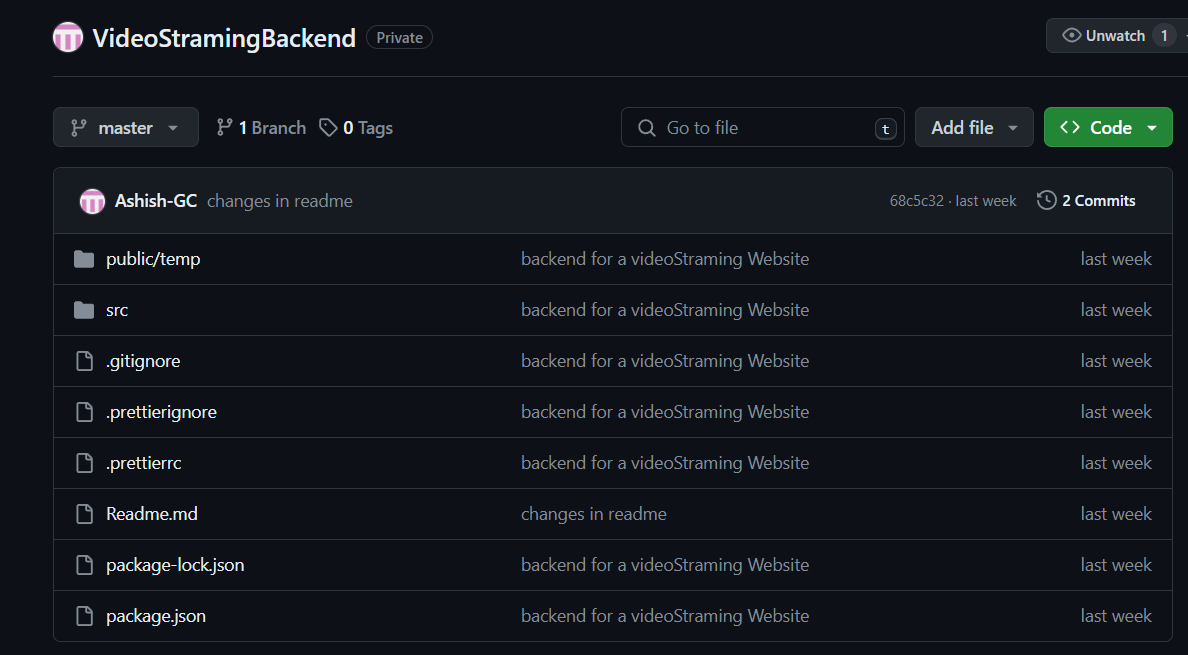 VideoStramingBackend Private Unwatch 1
master 1 Branch 0 Tags Go to file t Add file Code
Ashish-GC changes in readme 68c5c32 · last week 2 Commits
public/temp backend for a videoStraming Website last week
src backend for a videoStraming Website last week
.gitignore backend for a videoStraming Website last week
.prettierignore backend for a videoStraming Website last week
.prettierrc backend for a videoStraming Website last week
Readme.md changes in readme last week
package-lock.json backend for a videoStraming Website last week
package.json backend for a videoStraming Website last week